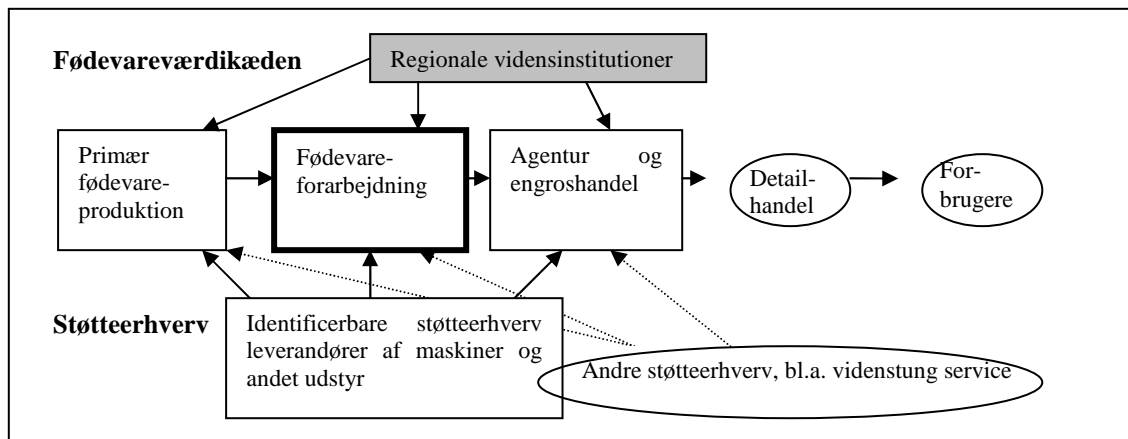 Fødevareværdikæden
Regionale vidensinstitutioner
Primær
fødevare-
produktion
Fødevare-
forarbejdning
Agentur og
engroshandel
Detail-
handel
For-
brugere
Støtteerhverv
Identificerbare støtteerhverv
leverandører af maskiner og
andet udstyr
Andre støtteerhverv, bl.a. videnstung service